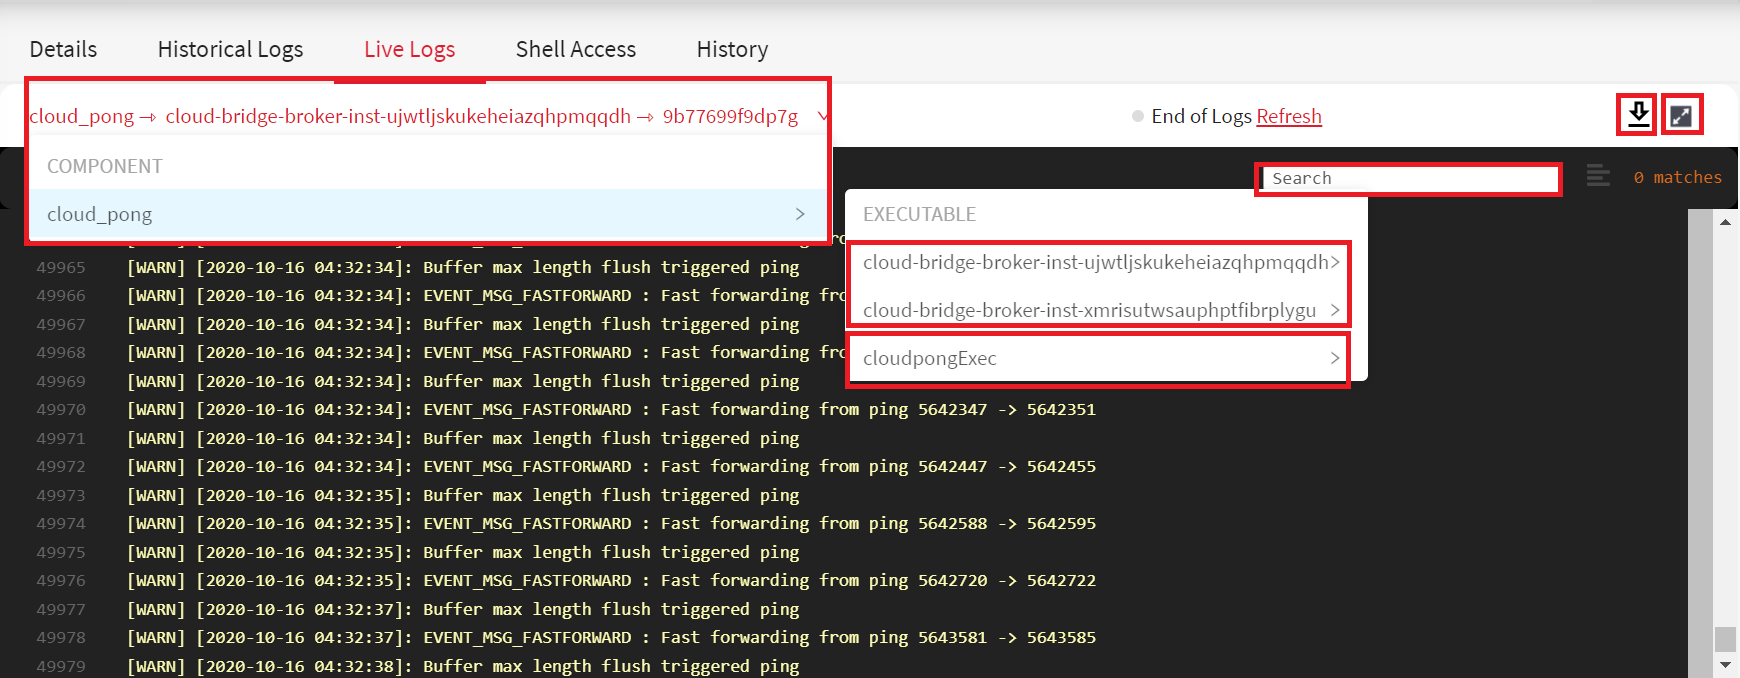 Details Historical Logs Live Logs Shell Access History
cloud_pong → cloud-bridge-broker-inst-ujwtljskukeheiazqhpmqqdh → 9b77699f9dp7g
End of Logs Refresh
COMPONENT
cloud_pong >
Search
0 matches
EXECUTABLE
cloud-bridge-broker-inst-ujwtljskukeheiazqhpmqqdh>
cloud-bridge-broker-inst-xmrisutwsauphptfibrplygu >
cloudpongExec >
49965 [WARN] [2020-10-16 04:32:34]: Buffer max length flush triggered ping
49966 [WARN] [2020-10-16 04:32:34]: EVENT_MSG_FASTFORWARD : Fast forwarding fro
49967 [WARN] [2020-10-16 04:32:34]: Buffer max length flush triggered ping
49968 [WARN] [2020-10-16 04:32:34]: EVENT_MSG_FASTFORWARD : Fast forwarding fro
49969 [WARN] [2020-10-16 04:32:34]: Buffer max length flush triggered ping
49970 [WARN] [2020-10-16 04:32:34]: EVENT_MSG_FASTFORWARD : Fast forwarding from ping 5642347 -> 5642351
49971 [WARN] [2020-10-16 04:32:34]: Buffer max length flush triggered ping
49972 [WARN] [2020-10-16 04:32:34]: EVENT_MSG_FASTFORWARD : Fast forwarding from ping 5642447 -> 5642455
49973 [WARN] [2020-10-16 04:32:35]: Buffer max length flush triggered ping
49974 [WARN] [2020-10-16 04:32:35]: EVENT_MSG_FASTFORWARD : Fast forwarding from ping 5642588 -> 5642595
49975 [WARN] [2020-10-16 04:32:35]: Buffer max length flush triggered ping
49976 [WARN] [2020-10-16 04:32:35]: EVENT_MSG_FASTFORWARD : Fast forwarding from ping 5642720 -> 5642722
49977 [WARN] [2020-10-16 04:32:37]: Buffer max length flush triggered ping
49978 [WARN] [2020-10-16 04:32:37]: EVENT_MSG_FASTFORWARD : Fast forwarding from ping 5643581 -> 5643585
49979 [WARN] [2020-10-16 04:32:38]: Buffer max length flush triggered ping